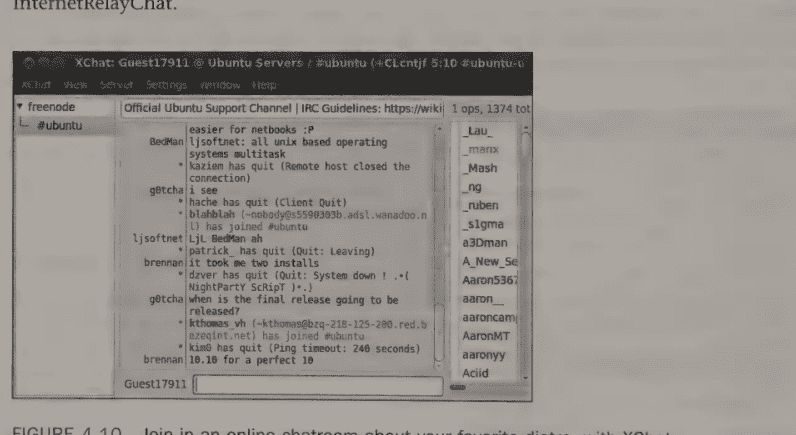 InternetRelayChat.
XChat: Guest17911 @ Ubuntu Servers / #ubuntu (+CLcntjf 5:10 #ubuntu-u
XChat View Server Settings Window Help
▼ freenode
#ubuntu
Official Ubuntu Support Channel | IRC Guidelines: https://wiki
1 ops, 1374 tot
easier for netbooks :P
BedMan ljsoftnet: all unix based operating
systems multitask
* kaziem has quit (Remote host closed the
connection)
g0tcha i see
* hache has quit (Client Quit)
* blahblah (~nobody@s5590303b.adsl.wanadoo.n
l) has joined #ubuntu
ljsoftnet LjL BedMan ah
* patrick_ has quit (Quit: Leaving)
brennan it took me two installs
* dzver has quit (Quit: System down ! .•(
NightPartY ScRipT )•.)
g0tcha when is the final release going to be
released?
* kthomas_vh (~kthomas@bzq-218-125-200.red.b
ezeqint.net) has joined #ubuntu
* kim0 has quit (Ping timeout: 240 seconds)
brennan 10.10 for a perfect 10
Guest17911
_Lau_
_marx
_Mash
_ng
_ruben
_s1gma
a3Dman
A_New_Se
Aaron5367
aaron__
aaroncam
AaronMT
aaronyy
Aciid
FIGURE 4.10 Join in an online chatroom about your favorite distro, with XChat